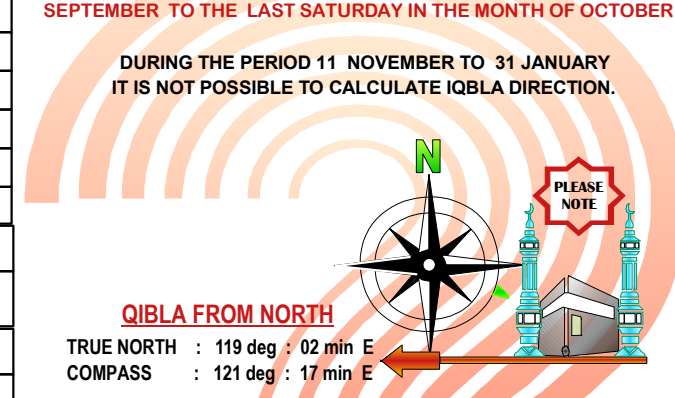 SEPTEMBER TO THE LAST SATURDAY IN THE MONTH OF OCTOBER
DURING THE PERIOD 11 NOVEMBER TO 31 JANUARY
IT IS NOT POSSIBLE TO CALCULATE IQBLA DIRECTION.
N
PLEASE
NOTE
QIBLA FROM NORTH
TRUE NORTH : 119 deg : 02 min E
COMPASS : 121 deg : 17 min E